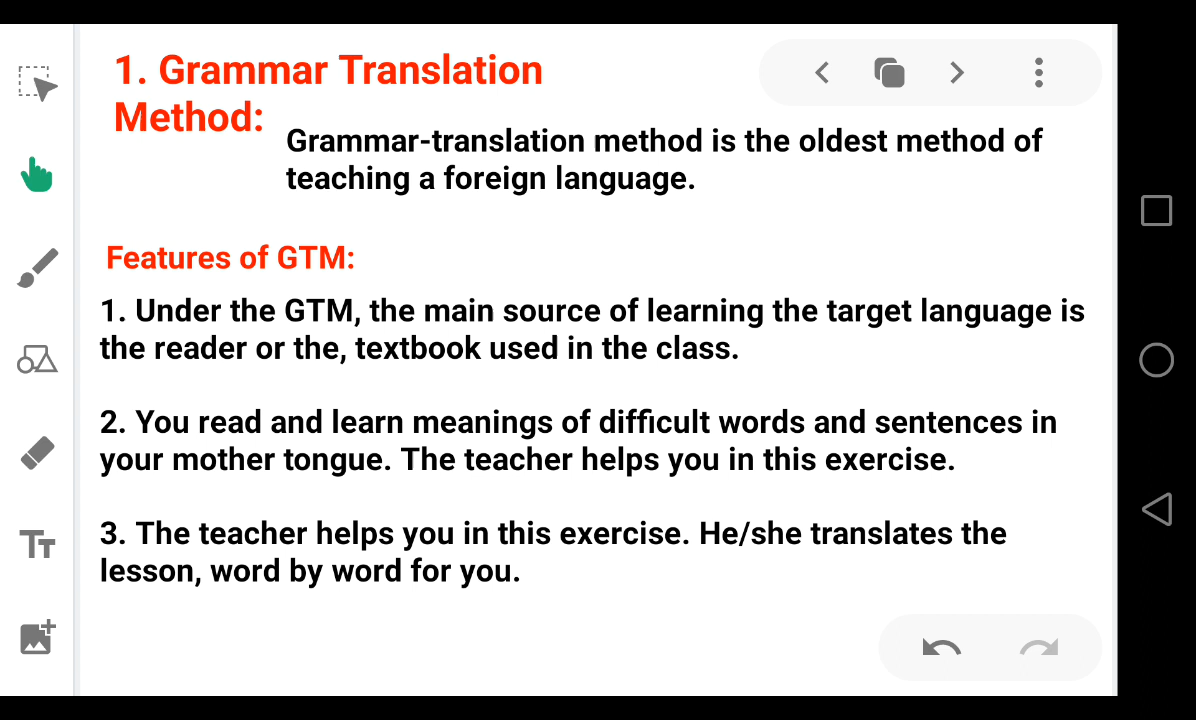 1. Grammar Translation
Method:
Grammar-translation method is the oldest method of
teaching a foreign language.
Features of GTM:
1. Under the GTM, the main source of learning the target language is
the reader or the, textbook used in the class.
2. You read and learn meanings of difficult words and sentences in
your mother tongue. The teacher helps you in this exercise.
3. The teacher helps you in this exercise. He/she translates the
lesson, word by word for you.
TT